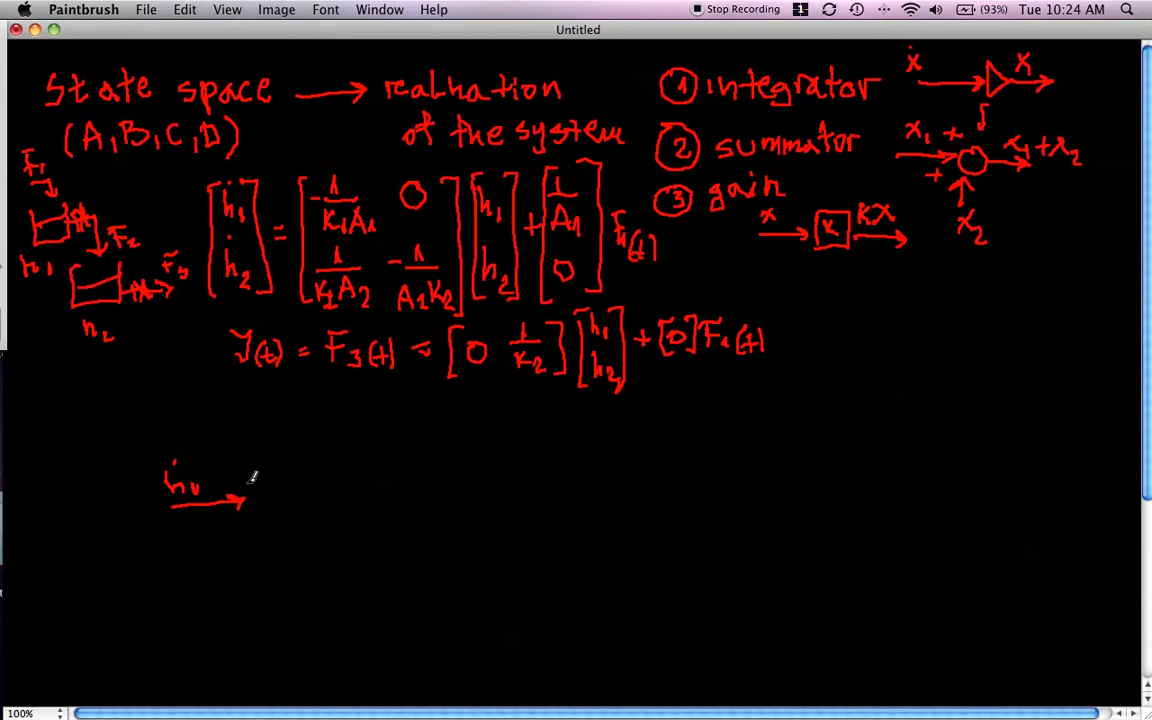 Paintbrush File Edit View Image Font Window Help Stop Recording 1 (93%) Tue 10:24 AM
Untitled
State space → realization
of the system
(A,B,C,D)
① integrator ẋ → ▷ → x
∫
② summator x₁ + → ○ → x₁+x₂
+ x₂
③ gain x → K → Kx
F₁
F₂
F₃
h₁
h₂
[ḣ₁ ḣ₂] = [-1/(K₁A₁) 0 1/(K₂A₂) -1/(A₂K₂)] [h₁ h₂] + [1/A₁ 0] F₁(t)
Y(t) = F₃(t) = [0 1/K₂] [h₁ h₂] + [0] F₁(t)
100%